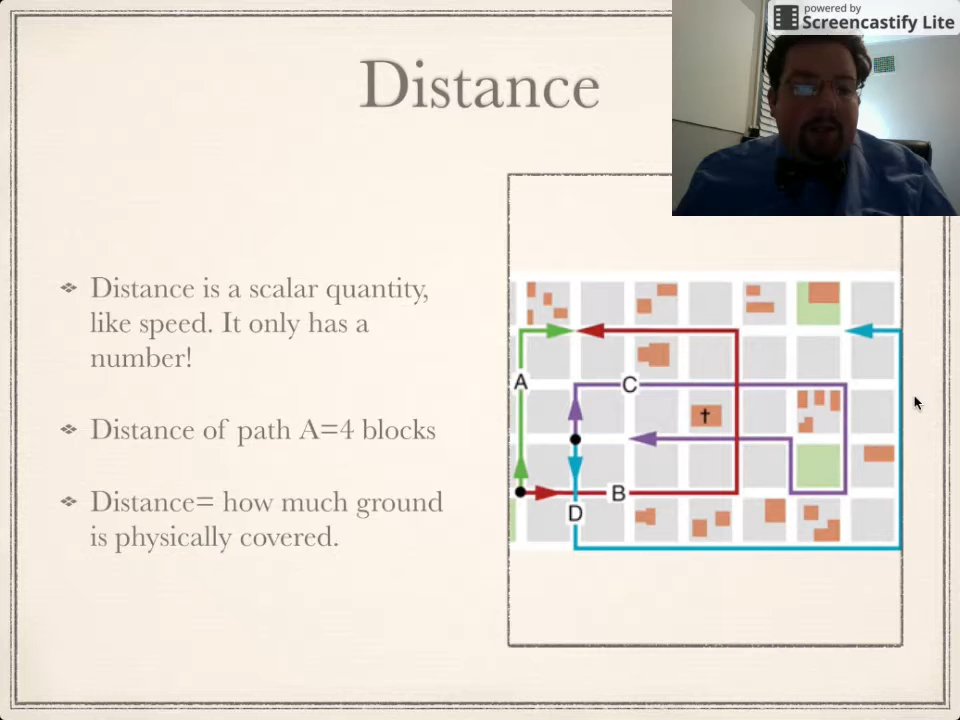 powered by
Screencastify Lite
Distance
Distance is a scalar quantity,
like speed. It only has a
number!
Distance of path A=4 blocks
Distance= how much ground
is physically covered.
A
C
B
D